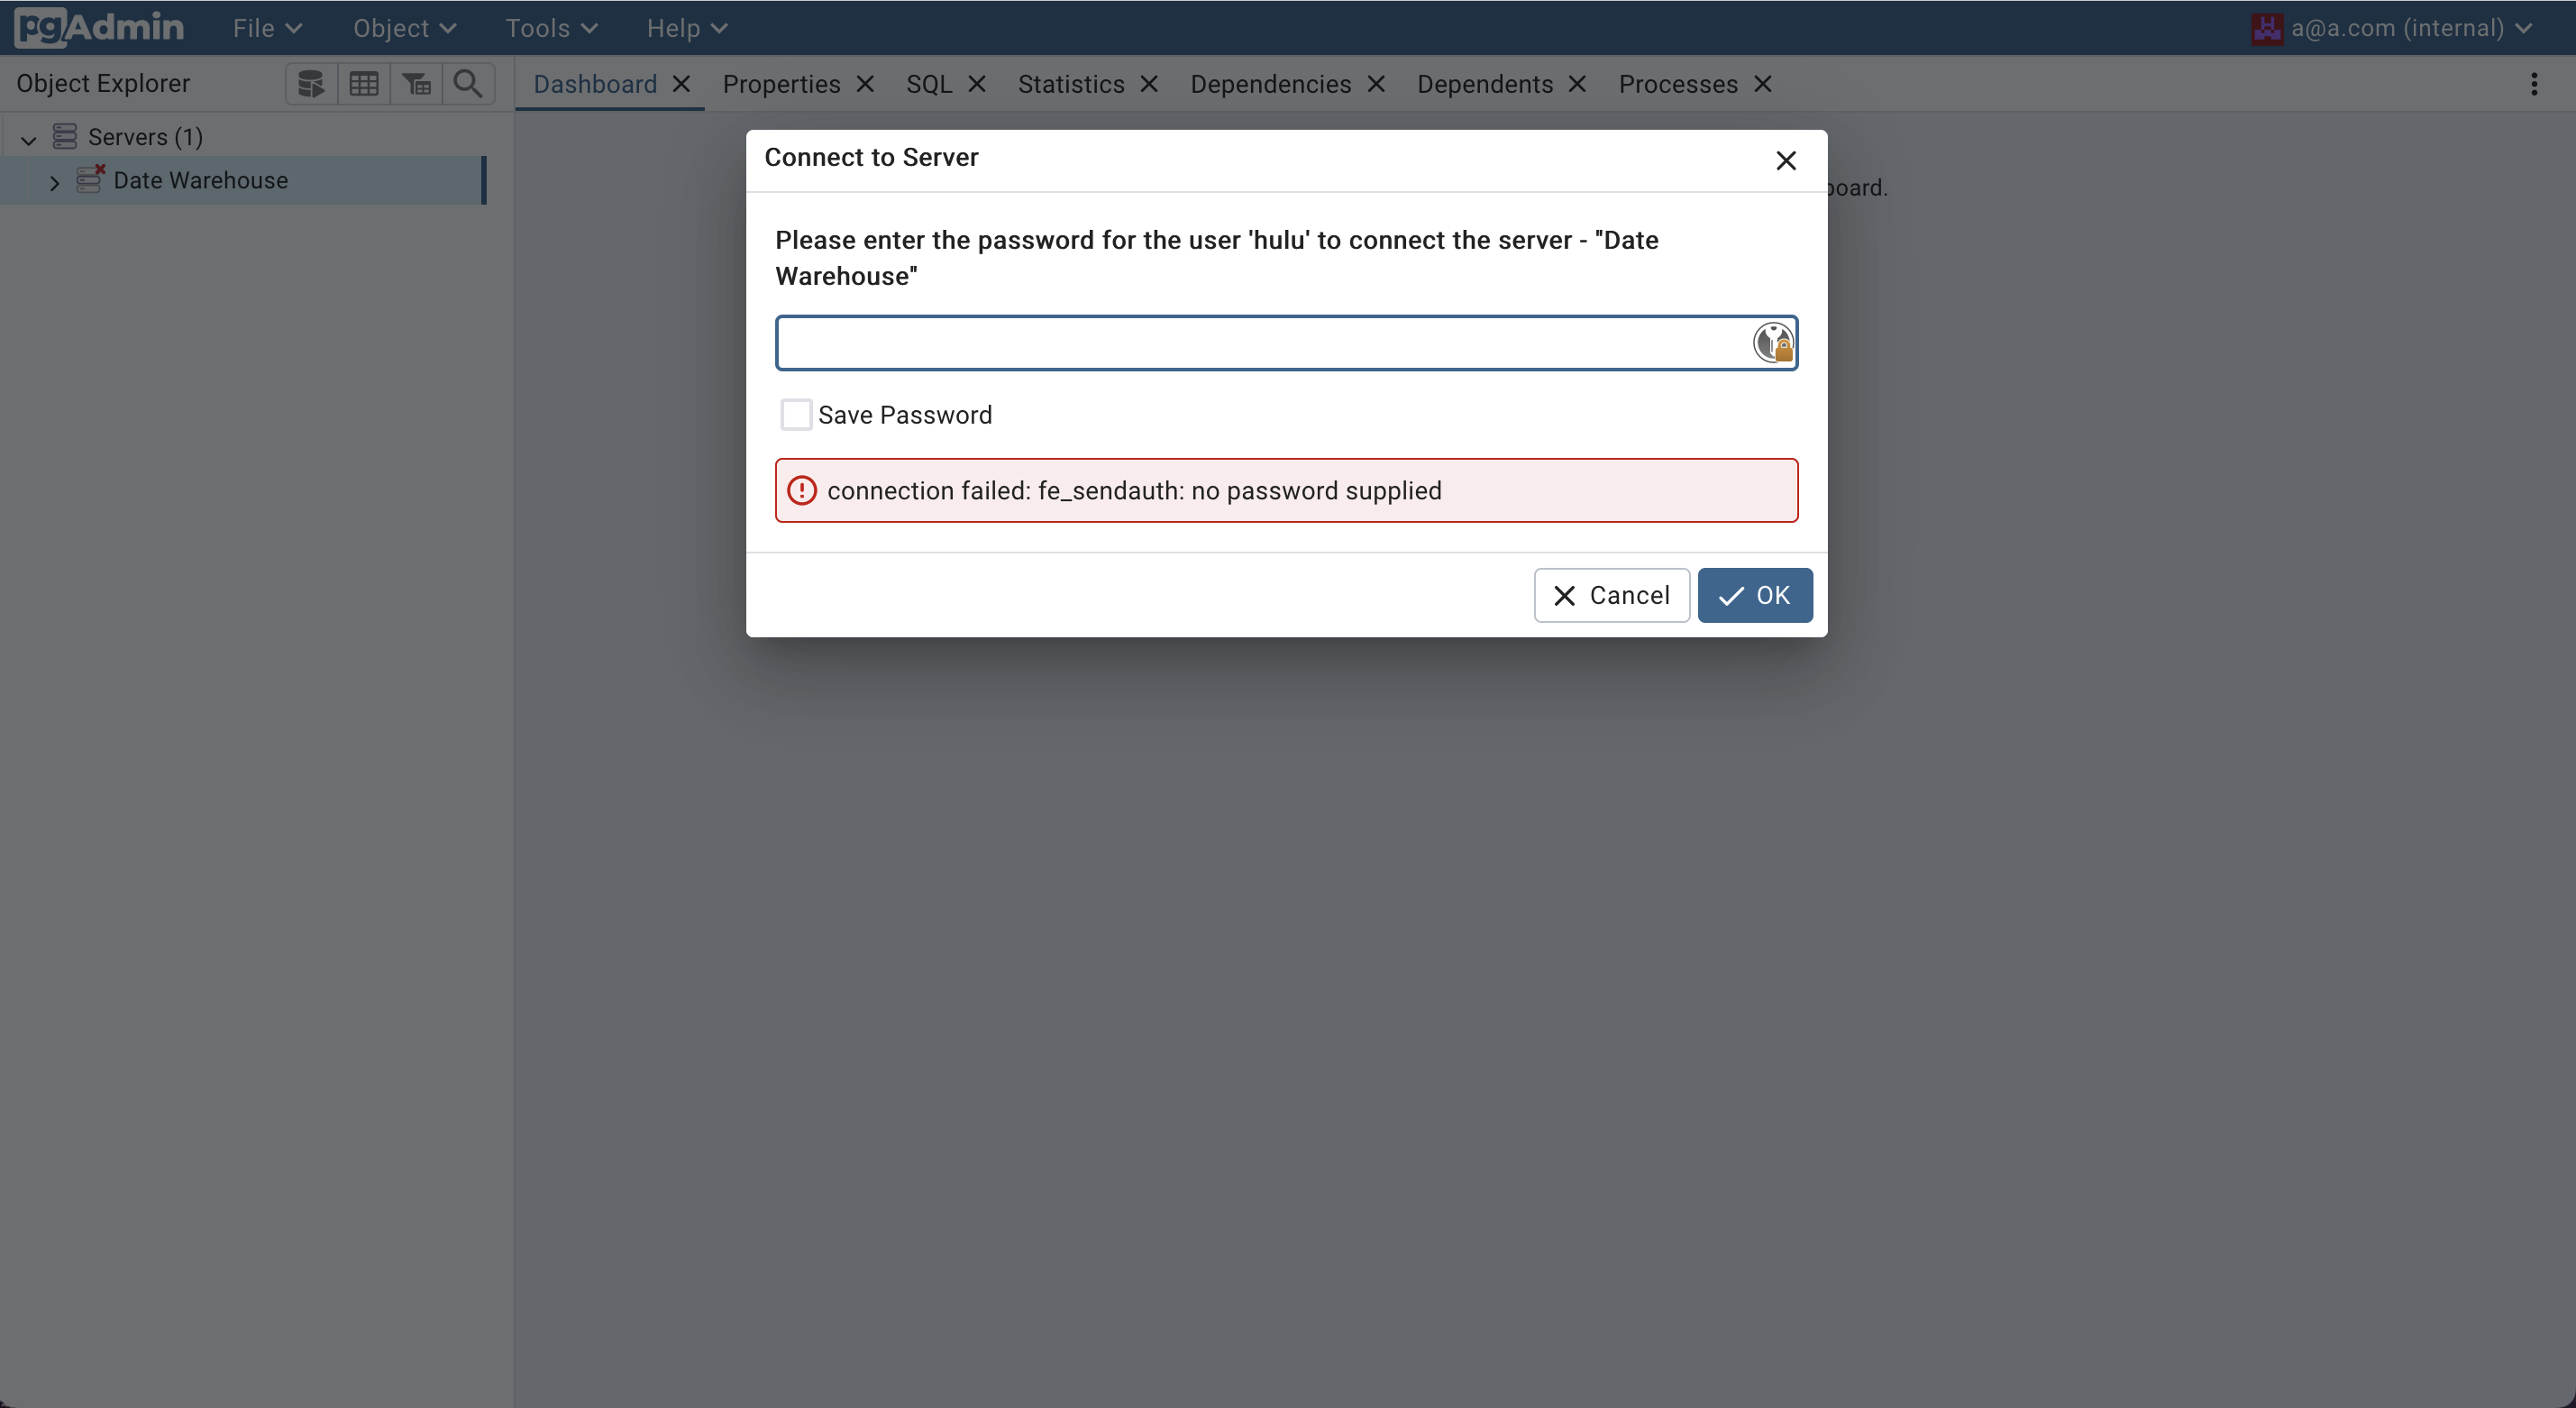 pgAdmin File Object Tools Help a@a.com (internal)
Object Explorer Dashboard Properties SQL Statistics Dependencies Dependents Processes
Servers (1)
Date Warehouse
board.
Connect to Server
Please enter the password for the user 'hulu' to connect the server - "Date
Warehouse"
Save Password
connection failed: fe_sendauth: no password supplied
Cancel OK